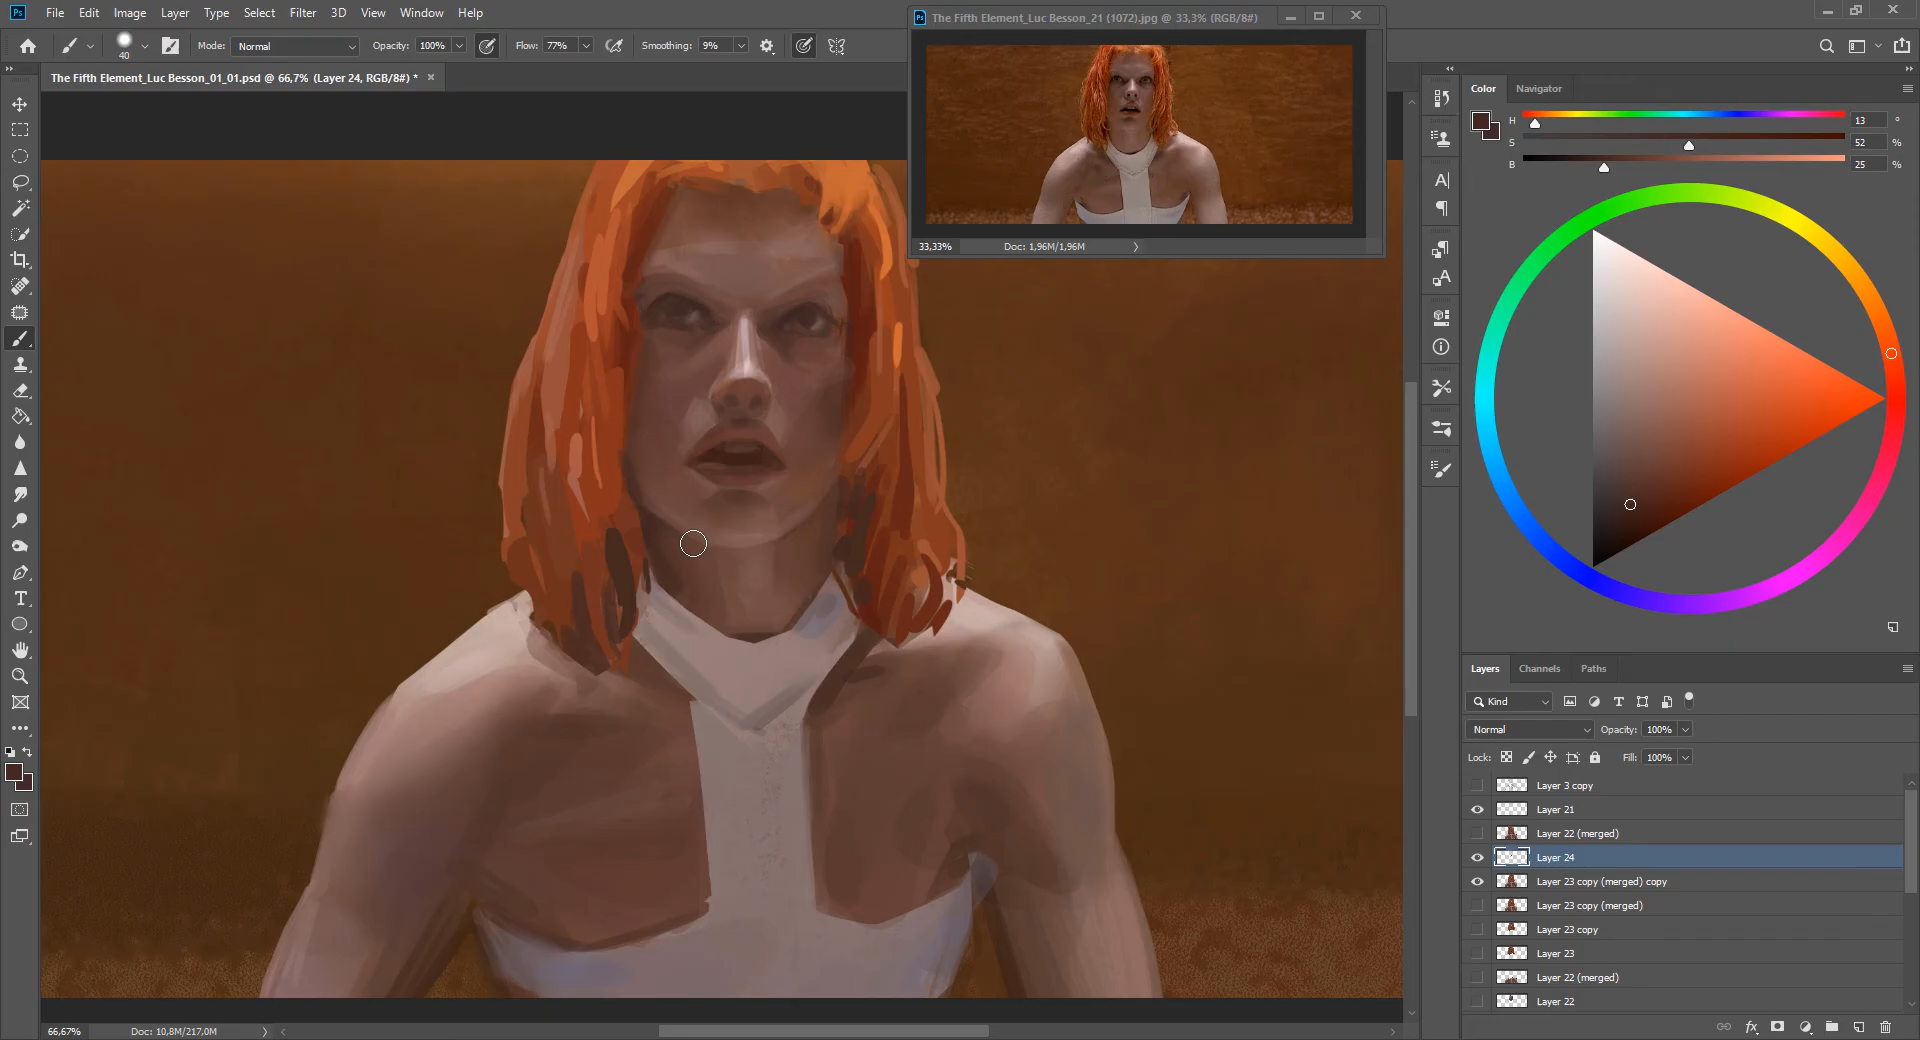 Ps File Edit Image Layer Type Select Filter 3D View Window Help
Ps The Fifth Element_Luc Besson_21 (1072).jpg @ 33,3% (RGB/8#)
40 Mode: Normal Opacity: 100% Flow: 77% Smoothing: 9%
The Fifth Element_Luc Besson_01_01.psd @ 66,7% (Layer 24, RGB/8#) *
33,33% Doc: 1,96M/1,96M
Color Navigator
H 13 °
S 52 %
B 25 %
Layers Channels Paths
Kind
Normal Opacity: 100%
Lock: Fill: 100%
Layer 3 copy
Layer 21
Layer 22 (merged)
Layer 24
Layer 23 copy (merged) copy
Layer 23 copy (merged)
Layer 23 copy
Layer 23
Layer 22 (merged)
Layer 22
66,67% Doc: 10,8M/217,0M